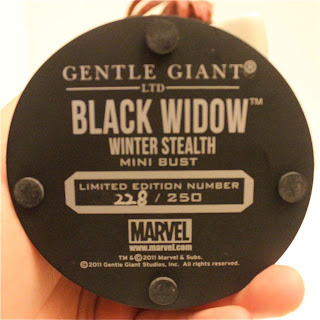 GENTLE GIANT®
LTD
BLACK WIDOW™
WINTER STEALTH
MINI BUST
LIMITED EDITION NUMBER
228 / 250
MARVEL
www.marvel.com
TM & ©2011 Marvel & Subs.
©2011 Gentle Giant Studios, Inc. All rights reserved.